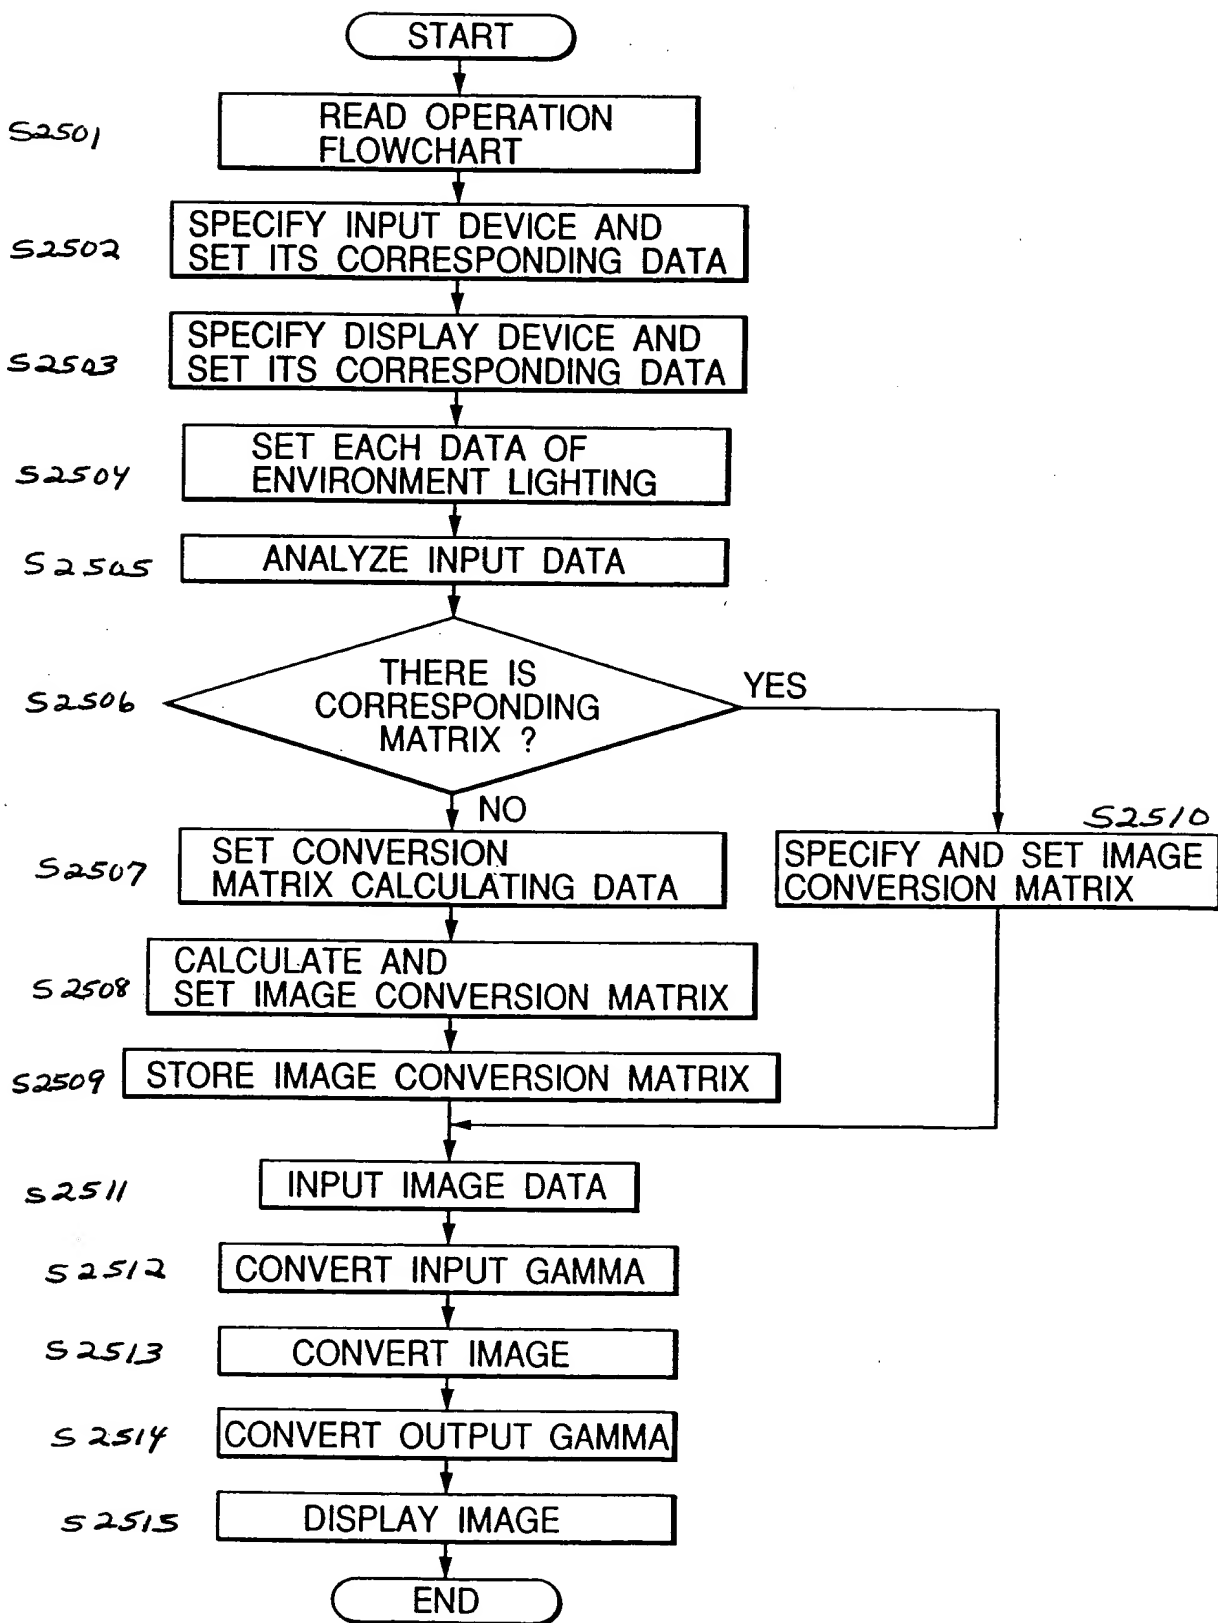 START
S2501
READ OPERATION
FLOWCHART
S2502
SPECIFY INPUT DEVICE AND
SET ITS CORRESPONDING DATA
S2503
SPECIFY DISPLAY DEVICE AND
SET ITS CORRESPONDING DATA
S2504
SET EACH DATA OF
ENVIRONMENT LIGHTING
S2505
ANALYZE INPUT DATA
S2506
THERE IS
CORRESPONDING
MATRIX ?
YES
NO
S2507
SET CONVERSION
MATRIX CALCULATING DATA
S2510
SPECIFY AND SET IMAGE
CONVERSION MATRIX
S2508
CALCULATE AND
SET IMAGE CONVERSION MATRIX
S2509
STORE IMAGE CONVERSION MATRIX
S2511
INPUT IMAGE DATA
S2512
CONVERT INPUT GAMMA
S2513
CONVERT IMAGE
S2514
CONVERT OUTPUT GAMMA
S2515
DISPLAY IMAGE
END